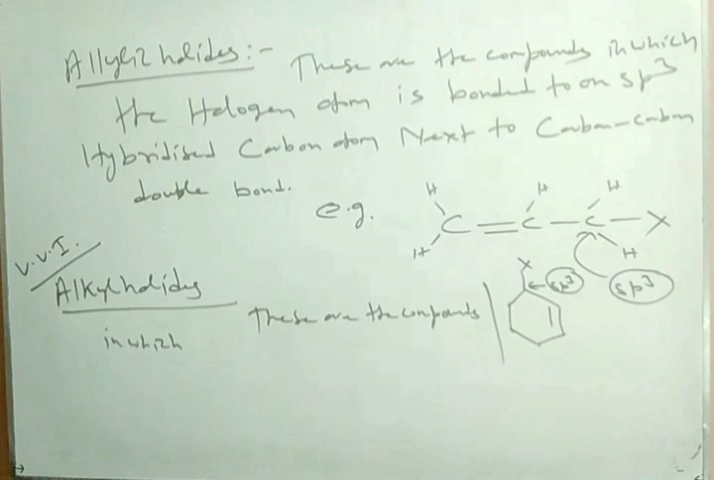 Allylic halides:- These are the compounds in which
the Halogen atom is bonded to an sp3
Hybridised Carbon atom Next to Carbon-carbon
double bond.
e.g.
H H H
C = C - C - X
H H
sp3
V.V.I.
Alkyl halides These are the compounds
in which
X
sp3